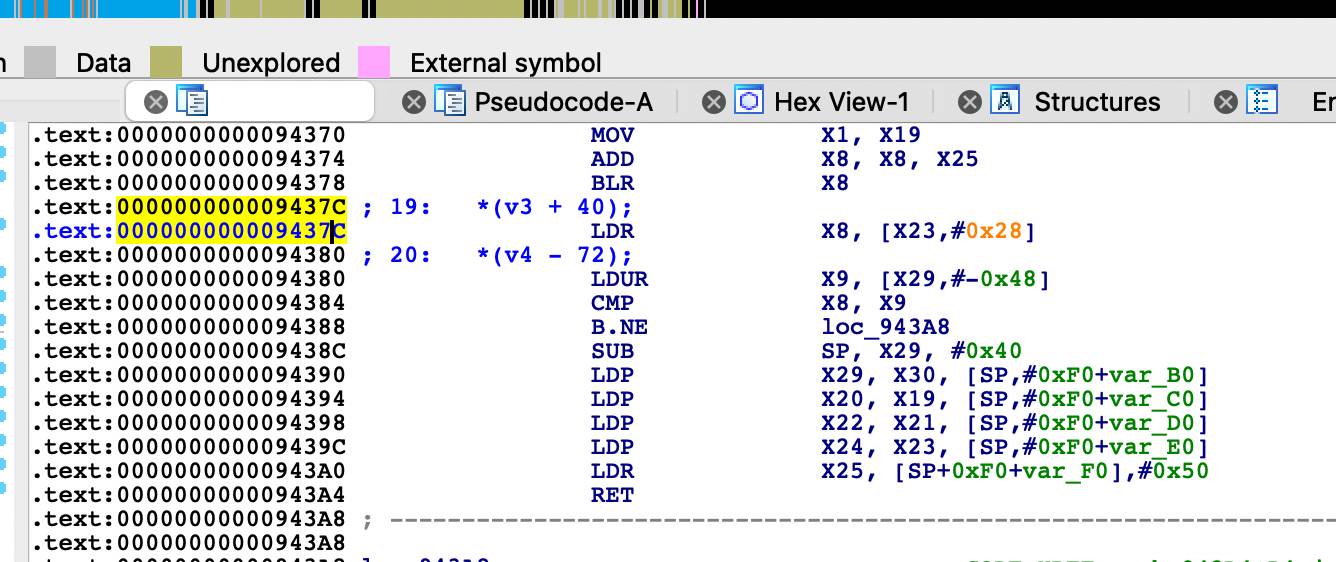 Data Unexplored External symbol
Pseudocode-A Hex View-1 Structures
.text:0000000000094370 MOV X1, X19
.text:0000000000094374 ADD X8, X8, X25
.text:0000000000094378 BLR X8
.text:000000000009437C ; 19: *(v3 + 40);
.text:000000000009437C LDR X8, [X23,#0x28]
.text:0000000000094380 ; 20: *(v4 - 72);
.text:0000000000094380 LDUR X9, [X29,#-0x48]
.text:0000000000094384 CMP X8, X9
.text:0000000000094388 B.NE loc_943A8
.text:000000000009438C SUB SP, X29, #0x40
.text:0000000000094390 LDP X29, X30, [SP,#0xF0+var_B0]
.text:0000000000094394 LDP X20, X19, [SP,#0xF0+var_C0]
.text:0000000000094398 LDP X22, X21, [SP,#0xF0+var_D0]
.text:000000000009439C LDP X24, X23, [SP,#0xF0+var_E0]
.text:00000000000943A0 LDR X25, [SP+0xF0+var_F0],#0x50
.text:00000000000943A4 RET
.text:00000000000943A8 ; ---------------------------------------------------------------------------
.text:00000000000943A8